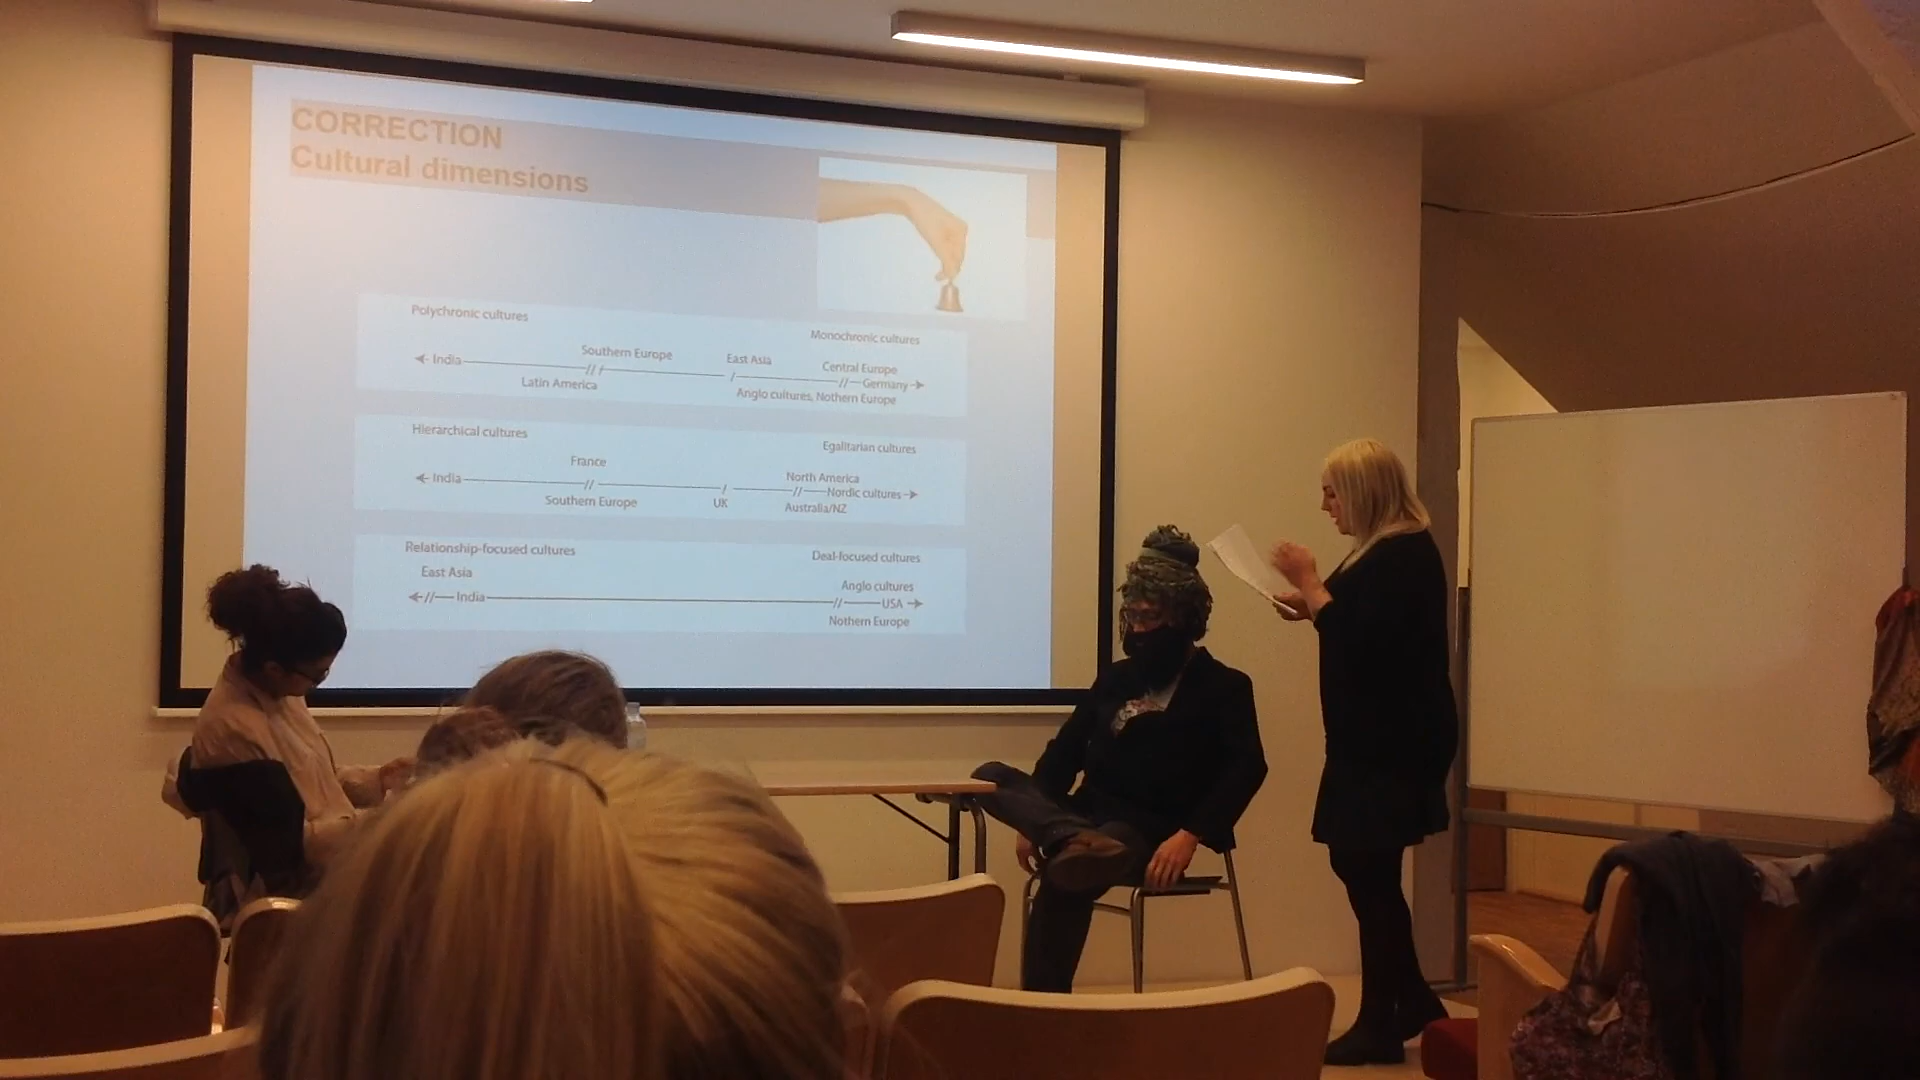 CORRECTION
Cultural dimensions
Polychronic cultures
Monochronic cultures
Southern Europe
East Asia
Central Europe
India
Germany
Latin America
Anglo cultures, Nothern Europe
Hierarchical cultures
Egalitarian cultures
France
North America
India
Nordic cultures
Southern Europe
UK
Australia/NZ
Relationship-focused cultures
Deal-focused cultures
East Asia
Anglo cultures
India
USA
Nothern Europe